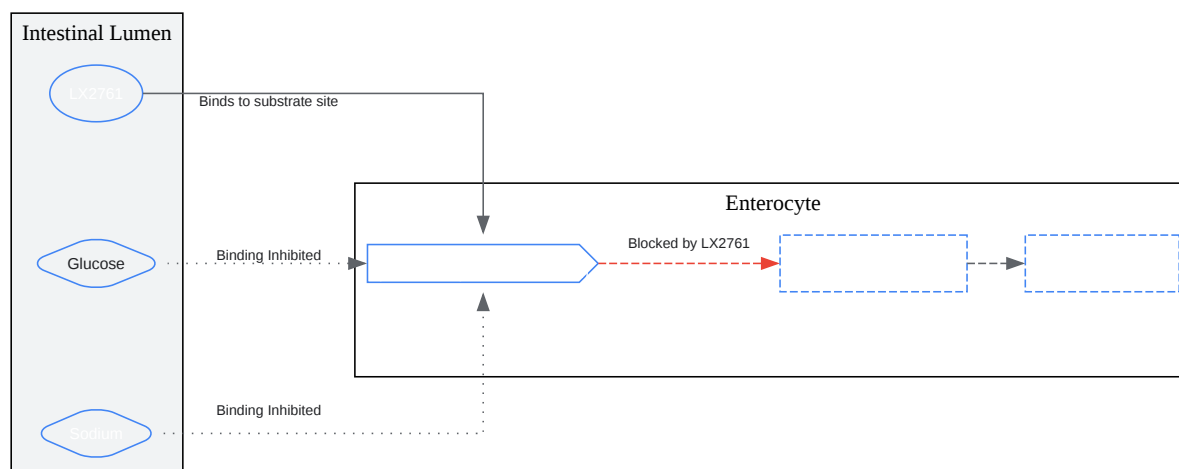 Intestinal Lumen
LX2761
Binds to substrate site
Enterocyte
Blocked by LX2761
Glucose
Binding Inhibited
Sodium
Binding Inhibited